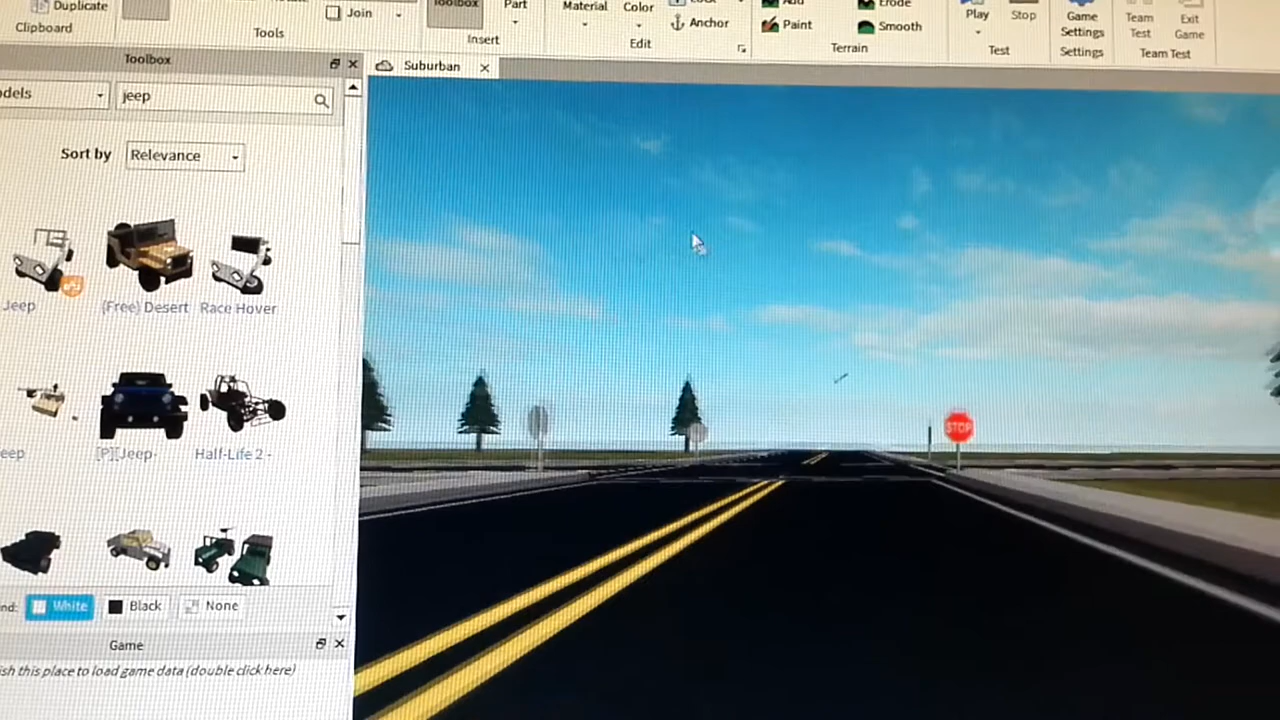 Duplicate
Clipboard
Join
Tools
Toolbox
Part
Insert
Material
Color
Anchor
Edit
Paint
Erode
Smooth
Terrain
Play
Stop
Test
Game
Settings
Settings
Team
Test
Exit
Game
Team Test
Toolbox
Suburban
jeep
Sort by
Relevance
Jeep
(Free) Desert
Race Hover
[P][Jeep-
Half-Life 2 -
White
Black
None
Game
ish this place to load game data (double click here)
STOP